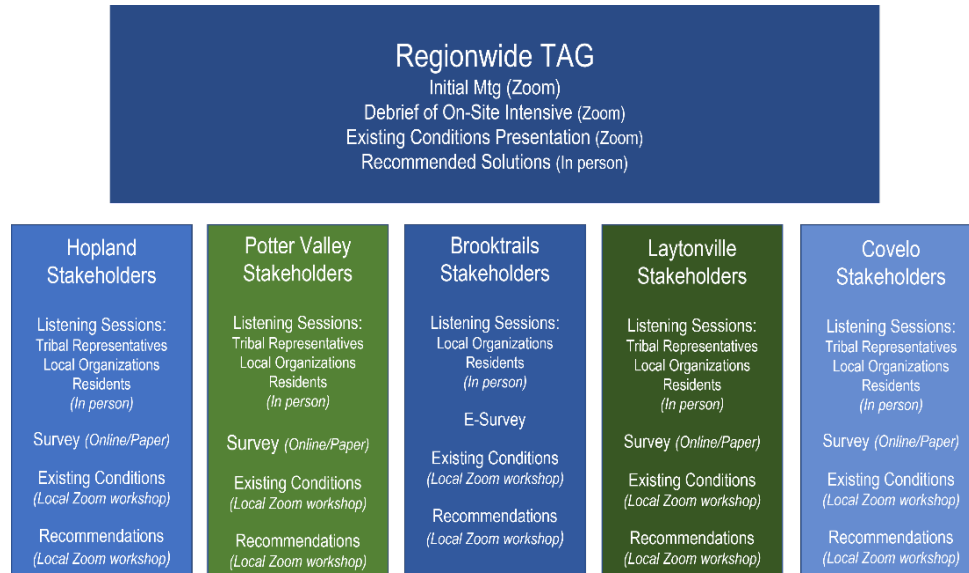 Regionwide TAG
Initial Mtg (Zoom)
Debrief of On-Site Intensive (Zoom)
Existing Conditions Presentation (Zoom)
Recommended Solutions (In person)
Hopland
Stakeholders
Listening Sessions:
Tribal Representatives
Local Organizations
Residents
(In person)
Survey (Online/Paper)
Existing Conditions
(Local Zoom workshop)
Recommendations
(Local Zoom workshop)
Potter Valley
Stakeholders
Listening Sessions:
Tribal Representatives
Local Organizations
Residents
(In person)
Survey (Online/Paper)
Existing Conditions
(Local Zoom workshop)
Recommendations
(Local Zoom workshop)
Brooktrails
Stakeholders
Listening Sessions:
Local Organizations
Residents
(In person)
E-Survey
Existing Conditions
(Local Zoom workshop)
Recommendations
(Local Zoom workshop)
Laytonville
Stakeholders
Listening Sessions:
Tribal Representatives
Local Organizations
Residents
(In person)
Survey (Online/Paper)
Existing Conditions
(Local Zoom workshop)
Recommendations
(Local Zoom workshop)
Covelo
Stakeholders
Listening Sessions:
Tribal Representatives
Local Organizations
Residents
(In person)
Survey (Online/Paper)
Existing Conditions
(Local Zoom workshop)
Recommendations
(Local Zoom workshop)